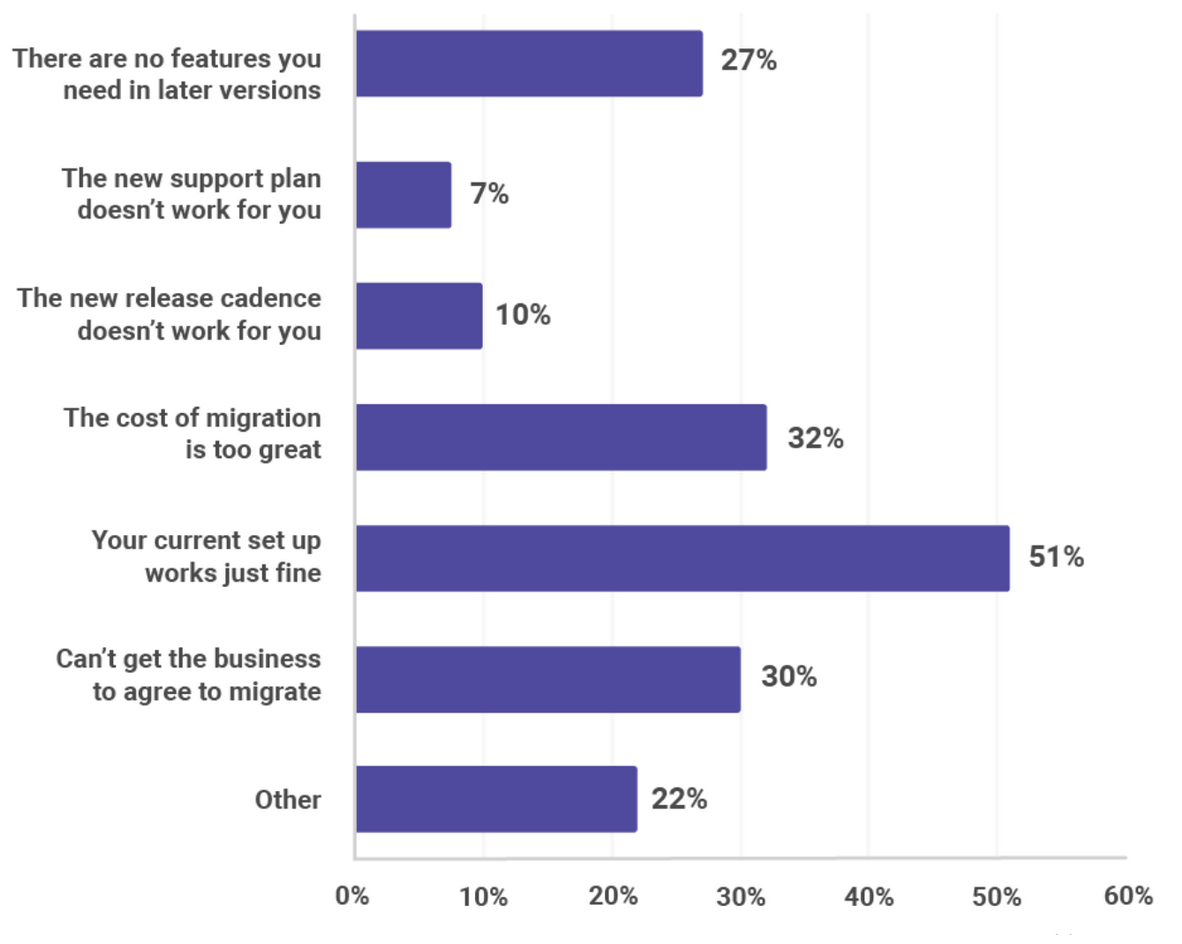 There are no features you
need in later versions
27%
The new support plan
doesn’t work for you
7%
The new release cadence
doesn’t work for you
10%
The cost of migration
is too great
32%
Your current set up
works just fine
51%
Can’t get the business
to agree to migrate
30%
Other
22%
0% 10% 20% 30% 40% 50% 60%